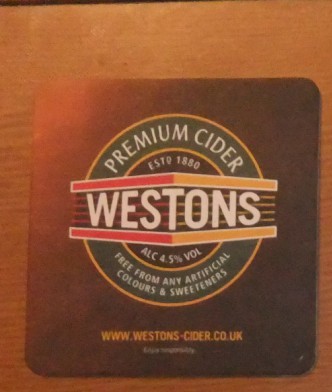 PREMIUM CIDER
ESTD 1880
WESTONS
ALC 4.5% VOL
FREE FROM ANY ARTIFICIAL
COLOURS & SWEETENERS
WWW.WESTONS-CIDER.CO.UK
Enjoy responsibly